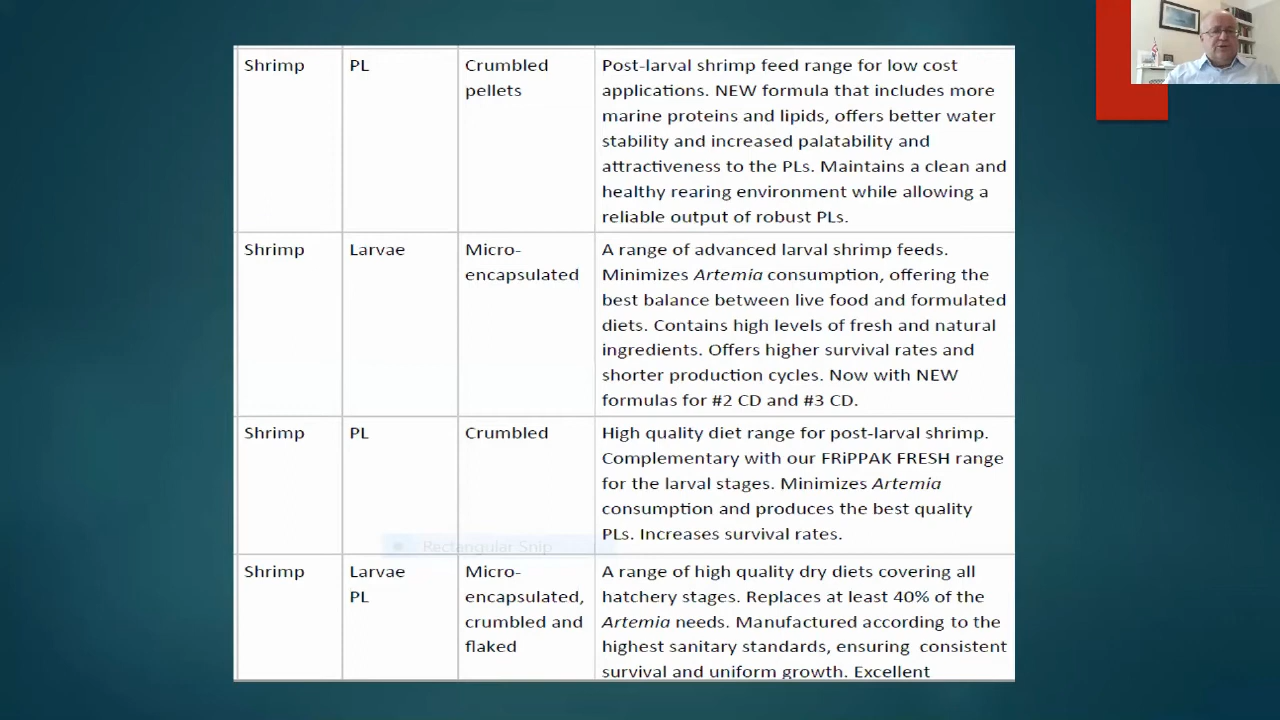 Shrimp PL Crumbled Post-larval shrimp feed range for low cost
pellets applications. NEW formula that includes more
marine proteins and lipids, offers better water
stability and increased palatability and
attractiveness to the PLs. Maintains a clean and
healthy rearing environment while allowing a
reliable output of robust PLs.
Shrimp Larvae Micro- A range of advanced larval shrimp feeds.
encapsulated Minimizes Artemia consumption, offering the
best balance between live food and formulated
diets. Contains high levels of fresh and natural
ingredients. Offers higher survival rates and
shorter production cycles. Now with NEW
formulas for #2 CD and #3 CD.
Shrimp PL Crumbled High quality diet range for post-larval shrimp.
Complementary with our FRiPPAK FRESH range
for the larval stages. Minimizes Artemia
consumption and produces the best quality
PLs. Increases survival rates.
Rectangular Snip
Shrimp Larvae Micro- A range of high quality dry diets covering all
PL encapsulated, hatchery stages. Replaces at least 40% of the
crumbled and Artemia needs. Manufactured according to the
flaked highest sanitary standards, ensuring consistent
survival and uniform growth. Excellent